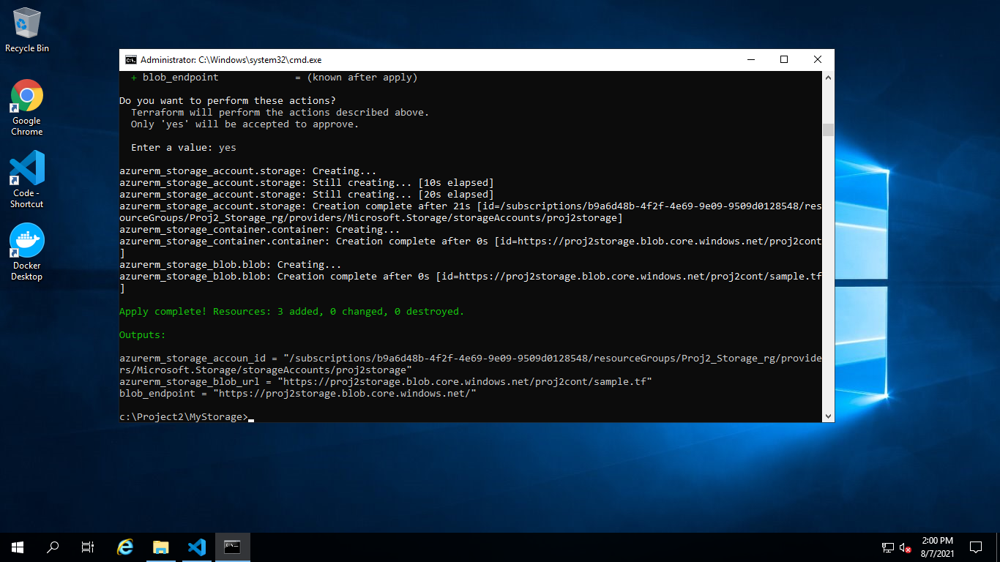 Recycle Bin
Google
Chrome
Code -
Shortcut
Docker
Desktop
Administrator: C:\Windows\system32\cmd.exe
+ blob_endpoint             = (known after apply)
Do you want to perform these actions?
Terraform will perform the actions described above.
Only 'yes' will be accepted to approve.
Enter a value: yes
azurerm_storage_account.storage: Creating...
azurerm_storage_account.storage: Still creating... [10s elapsed]
azurerm_storage_account.storage: Still creating... [20s elapsed]
azurerm_storage_account.storage: Creation complete after 21s [id=/subscriptions/b9a6d48b-4f2f-4e69-9e09-9509d0128548/res
ourceGroups/Proj2_Storage_rg/providers/Microsoft.Storage/storageAccounts/proj2storage]
azurerm_storage_container.container: Creating...
azurerm_storage_container.container: Creation complete after 0s [id=https://proj2storage.blob.core.windows.net/proj2cont
]
azurerm_storage_blob.blob: Creating...
azurerm_storage_blob.blob: Creation complete after 0s [id=https://proj2storage.blob.core.windows.net/proj2cont/sample.tf
]
Apply complete! Resources: 3 added, 0 changed, 0 destroyed.
Outputs:
azurerm_storage_accoun_id = "/subscriptions/b9a6d48b-4f2f-4e69-9e09-9509d0128548/resourceGroups/Proj2_Storage_rg/provide
rs/Microsoft.Storage/storageAccounts/proj2storage"
azurerm_storage_blob_url = "https://proj2storage.blob.core.windows.net/proj2cont/sample.tf"
blob_endpoint = "https://proj2storage.blob.core.windows.net/"
c:\Project2\MyStorage>
2:00 PM
8/7/2021